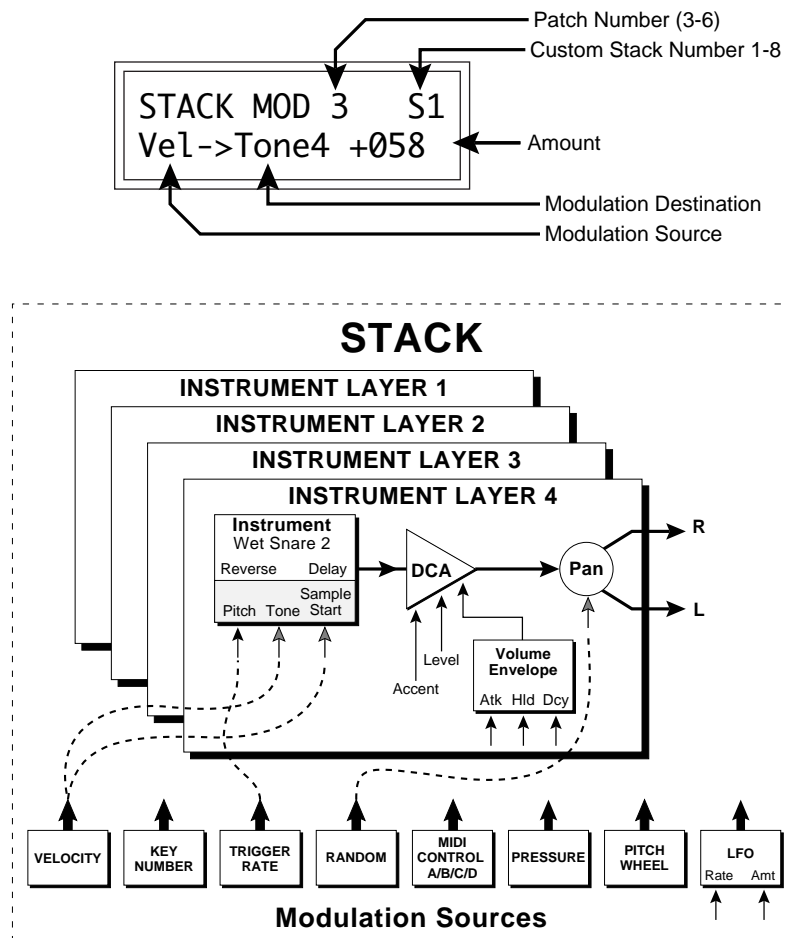 Patch Number (3-6)
Custom Stack Number 1-8
STACK MOD 3 S1
Vel->Tone4 +058
Amount
Modulation Destination
Modulation Source
STACK
INSTRUMENT LAYER 1
INSTRUMENT LAYER 2
INSTRUMENT LAYER 3
INSTRUMENT LAYER 4
Instrument
Wet Snare 2
Reverse Delay
Pitch Tone Sample Start
DCA
Pan
R
L
Level
Accent
Volume
Envelope
Atk Hld Dcy
VELOCITY
KEY
NUMBER
TRIGGER
RATE
RANDOM
MIDI
CONTROL
A/B/C/D
PRESSURE
PITCH
WHEEL
LFO
Rate Amt
Modulation Sources